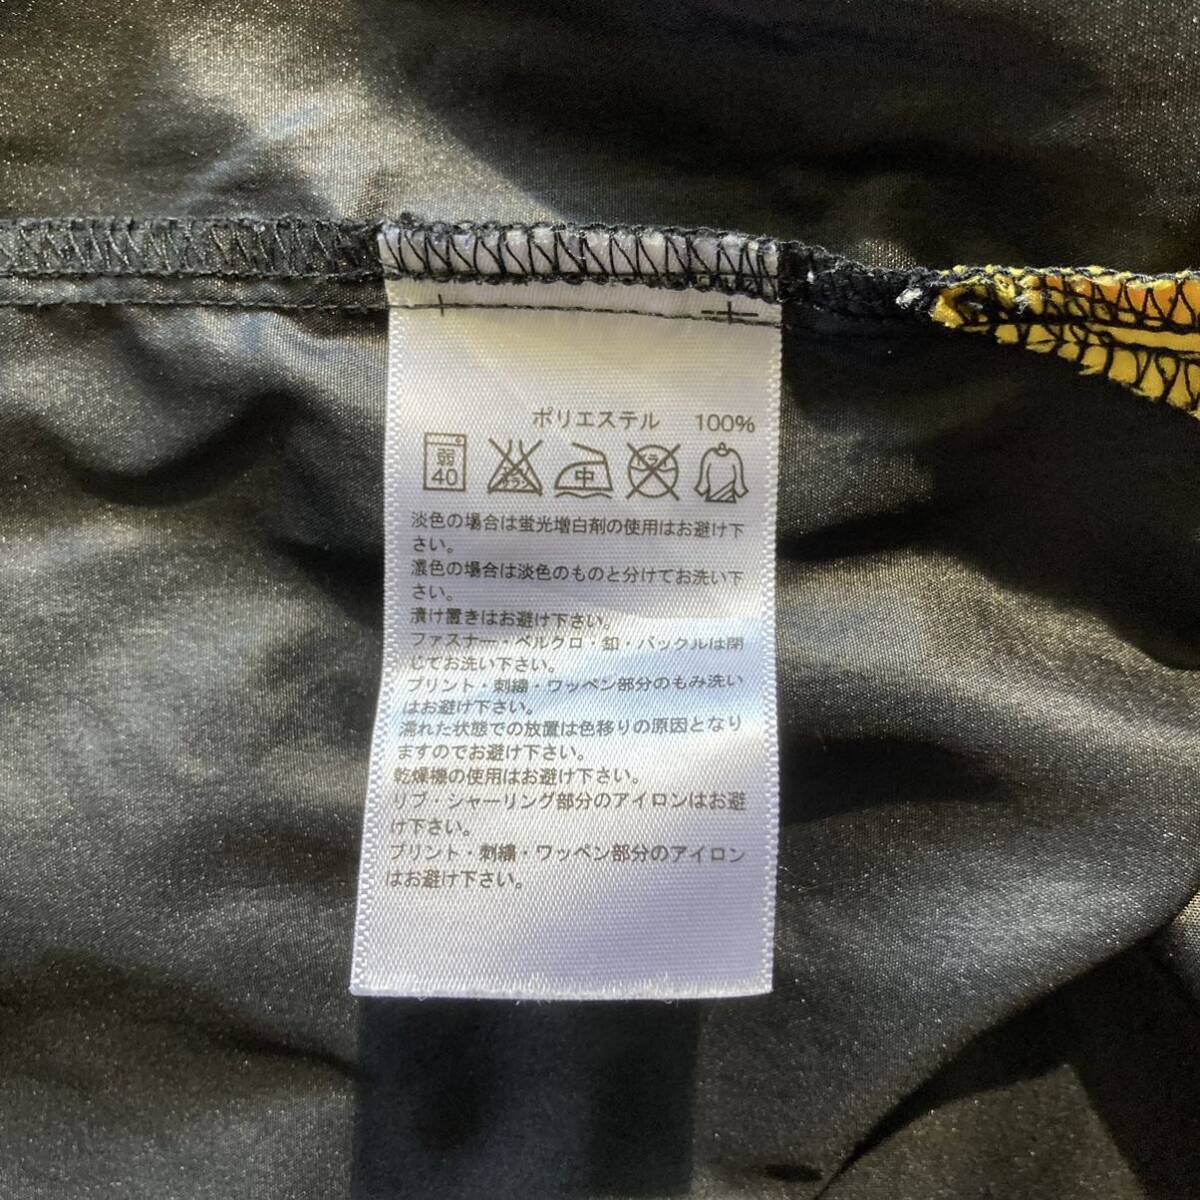 ポリエステル 100%
弱 40 エンソ サラシ 中 ドライ
淡色の場合は蛍光増白剤の使用はお避け下
さい。
濃色の場合は淡色のものと分けてお洗い下
さい。
漬け置きはお避け下さい。
ファスナー・ベルクロ・釦・バックルは閉
じてお洗い下さい。
プリント・刺繍・ワッペン部分のもみ洗い
はお避け下さい。
濡れた状態での放置は色移りの原因となり
ますのでお避け下さい。
乾燥機の使用はお避け下さい。
リブ・シャーリング部分のアイロンはお避
け下さい。
プリント・刺繍・ワッペン部分のアイロン
はお避け下さい。